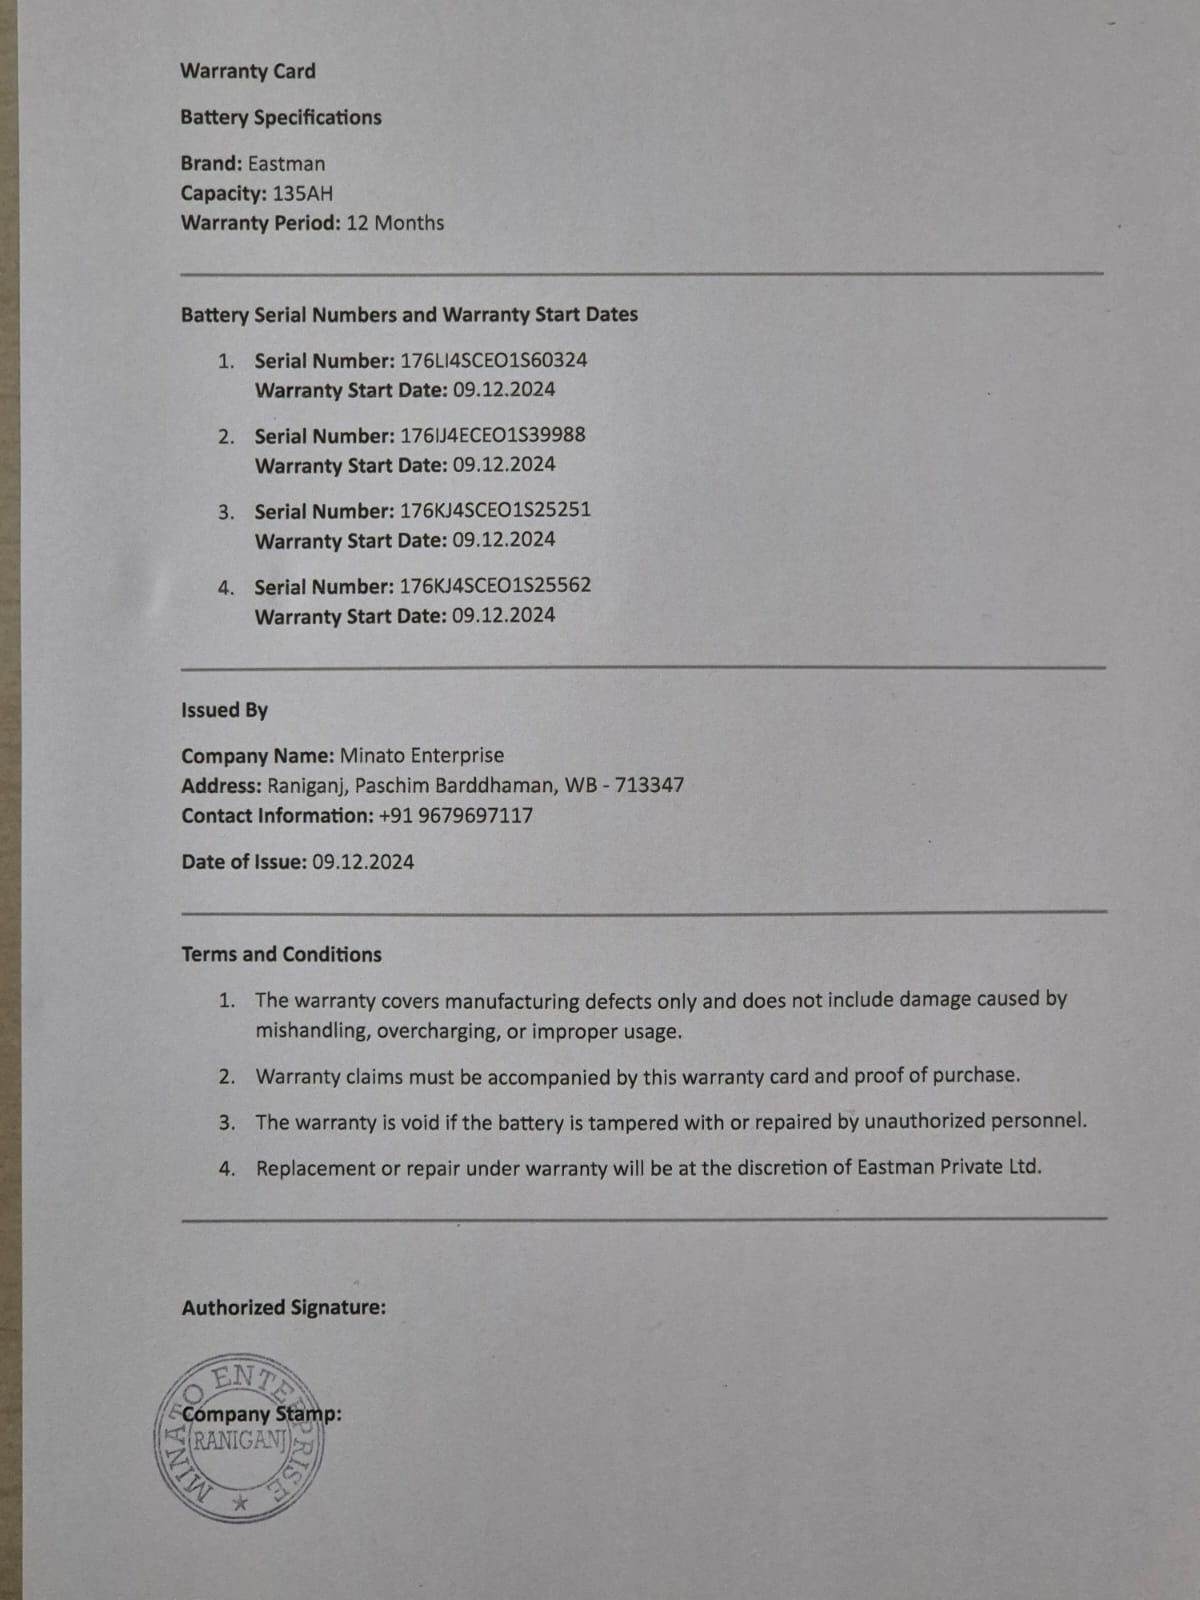 Warranty Card
Battery Specifications
Brand: Eastman
Capacity: 135AH
Warranty Period: 12 Months
Battery Serial Numbers and Warranty Start Dates
1. Serial Number: 176LI4SCEO1S60324
Warranty Start Date: 09.12.2024
2. Serial Number: 176IJ4ECEO1S39988
Warranty Start Date: 09.12.2024
3. Serial Number: 176KJ4SCEO1S25251
Warranty Start Date: 09.12.2024
4. Serial Number: 176KJ4SCEO1S25562
Warranty Start Date: 09.12.2024
Issued By
Company Name: Minato Enterprise
Address: Raniganj, Paschim Barddhaman, WB - 713347
Contact Information: +91 9679697117
Date of Issue: 09.12.2024
Terms and Conditions
1. The warranty covers manufacturing defects only and does not include damage caused by
mishandling, overcharging, or improper usage.
2. Warranty claims must be accompanied by this warranty card and proof of purchase.
3. The warranty is void if the battery is tampered with or repaired by unauthorized personnel.
4. Replacement or repair under warranty will be at the discretion of Eastman Private Ltd.
Authorized Signature:
Company Stamp:
MINATO ENTERPRISE
RANIGANJ